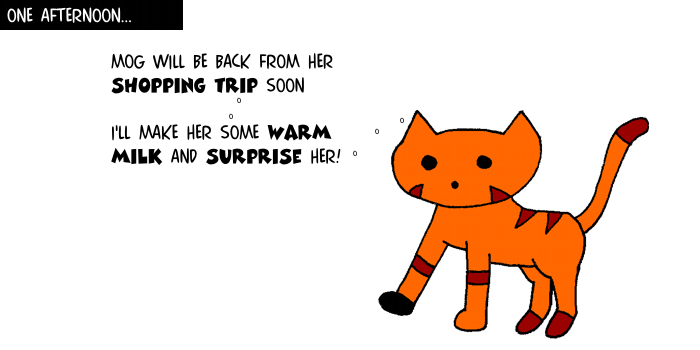 ONE AFTERNOON...
MOG WILL BE BACK FROM HER
SHOPPING TRIP SOON
I'LL MAKE HER SOME WARM
MILK AND SURPRISE HER!